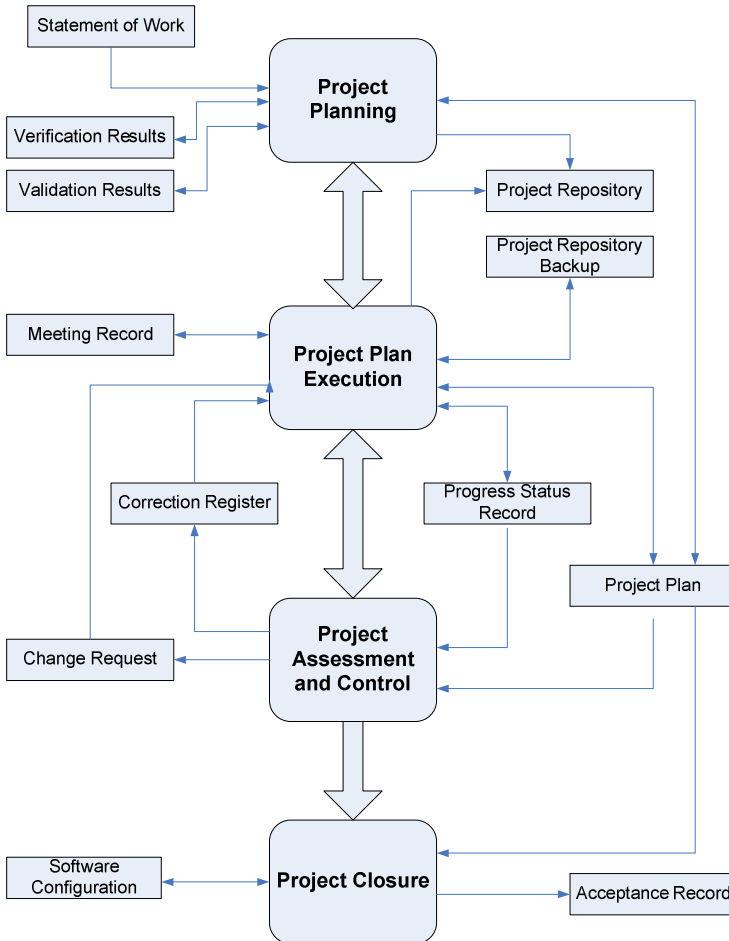 Statement of Work
Project
Planning
Verification Results
Validation Results
Project Repository
Project Repository
Backup
Meeting Record
Project Plan
Execution
Correction Register
Progress Status
Record
Project Plan
Project
Assessment
and Control
Change Request
Software
Configuration
Project Closure
Acceptance Record